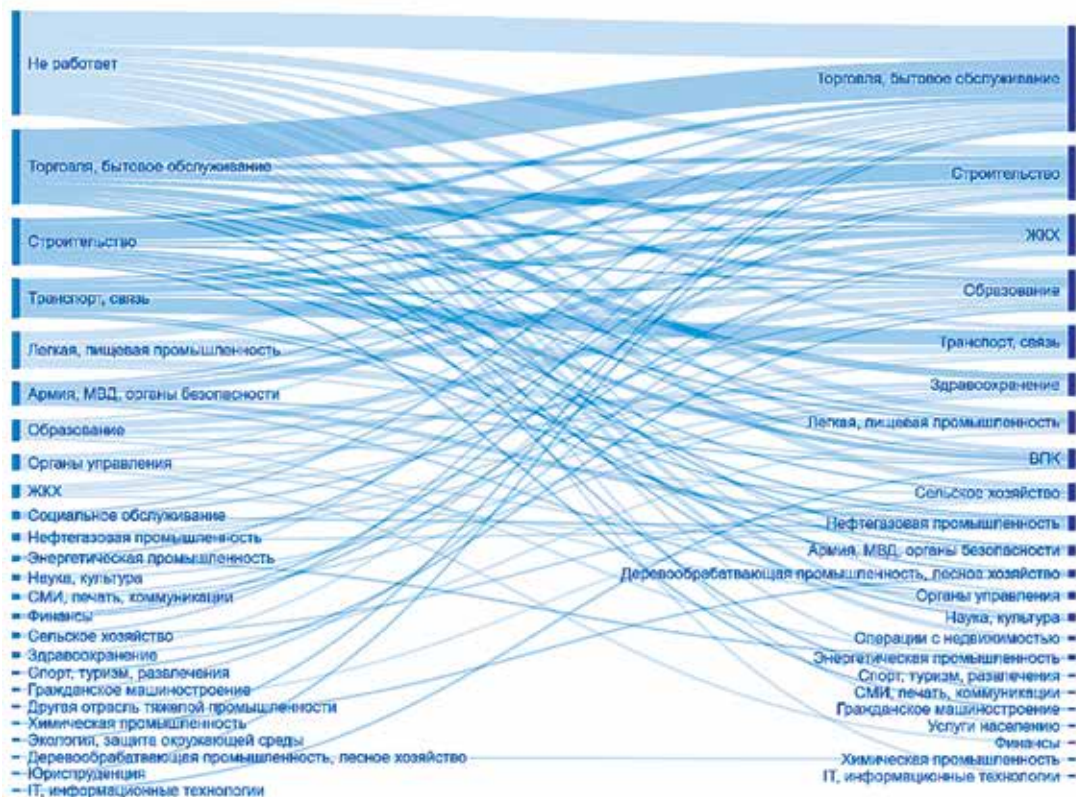 Не работает
Торговля, бытовое обслуживание
Строительство
Транспорт, связь
Легкая, пищевая промышленность
Армия, МВД, органы безопасности
Образование
Органы управления
ЖКХ
Социальное обслуживание
Нефтегазовая промышленность
Энергетическая промышленность
Наука, культура
СМИ, печать, коммуникации
Финансы
Сельское хозяйство
Здравоохранение
Спорт, туризм, развлечения
Гражданское машиностроение
Другая отрасль тяжелой промышленности
Химическая промышленность
Экология, защита окружающей среды
Деревообрабатвающая промышленность, лесное хозяйство
Юриспруденция
IT, информационные технологии
Торговля, бытовое обслуживание
Строительство
ЖКХ
Образование
Транспорт, связь
Здравоохранение
Легкая, пищевая промышленность
ВПК
Сельское хозяйство
Нефтегазовая промышленность
Армия, МВД, органы безопасности
Деревообрабатвающая промышленность, лесное хозяйство
Органы управления
Наука, культура
Операции с недвижимостью
Энергетическая промышленность
Спорт, туризм, развлечения
СМИ, печать, коммуникации
Гражданское машиностроение
Услуги населению
Финансы
Химическая промышленность
IT, информационные технологии